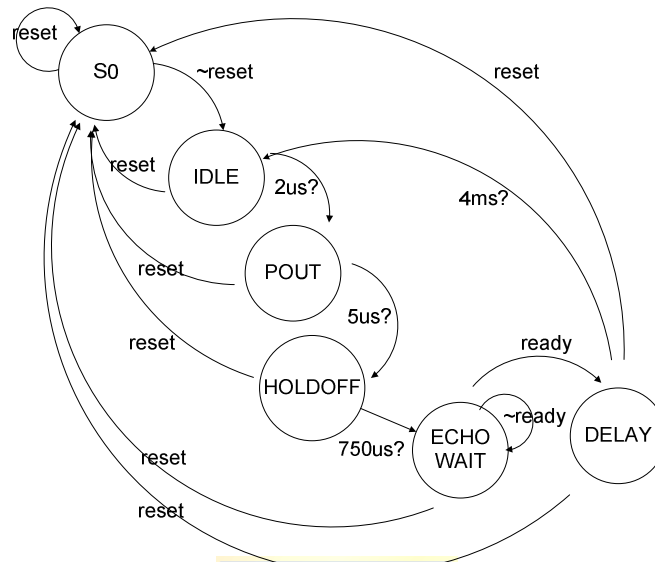 reset
S0
~reset
reset
reset
IDLE
2us?
4ms?
reset
POUT
5us?
reset
HOLDOFF
ready
~ready
750us?
ECHO
WAIT
DELAY
reset
reset